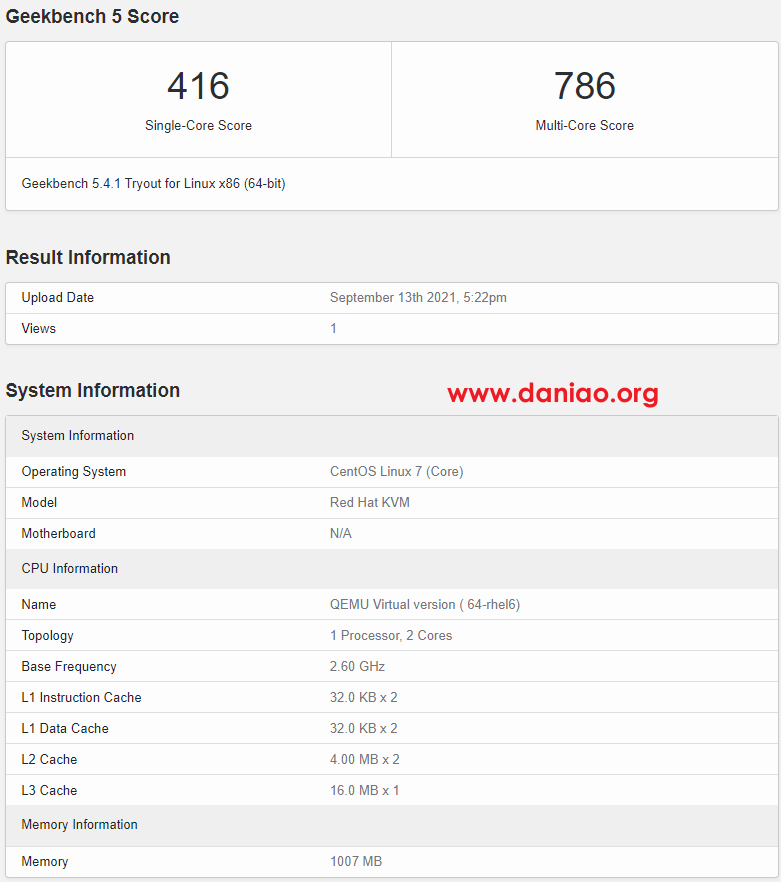 Geekbench 5 Score
416 786
Single-Core Score Multi-Core Score
Geekbench 5.4.1 Tryout for Linux x86 (64-bit)
Result Information
Upload Date September 13th 2021, 5:22pm
Views 1
System Information www.daniao.org
System Information
Operating System CentOS Linux 7 (Core)
Model Red Hat KVM
Motherboard N/A
CPU Information
Name QEMU Virtual version ( 64-rhel6)
Topology 1 Processor, 2 Cores
Base Frequency 2.60 GHz
L1 Instruction Cache 32.0 KB x 2
L1 Data Cache 32.0 KB x 2
L2 Cache 4.00 MB x 2
L3 Cache 16.0 MB x 1
Memory Information
Memory 1007 MB